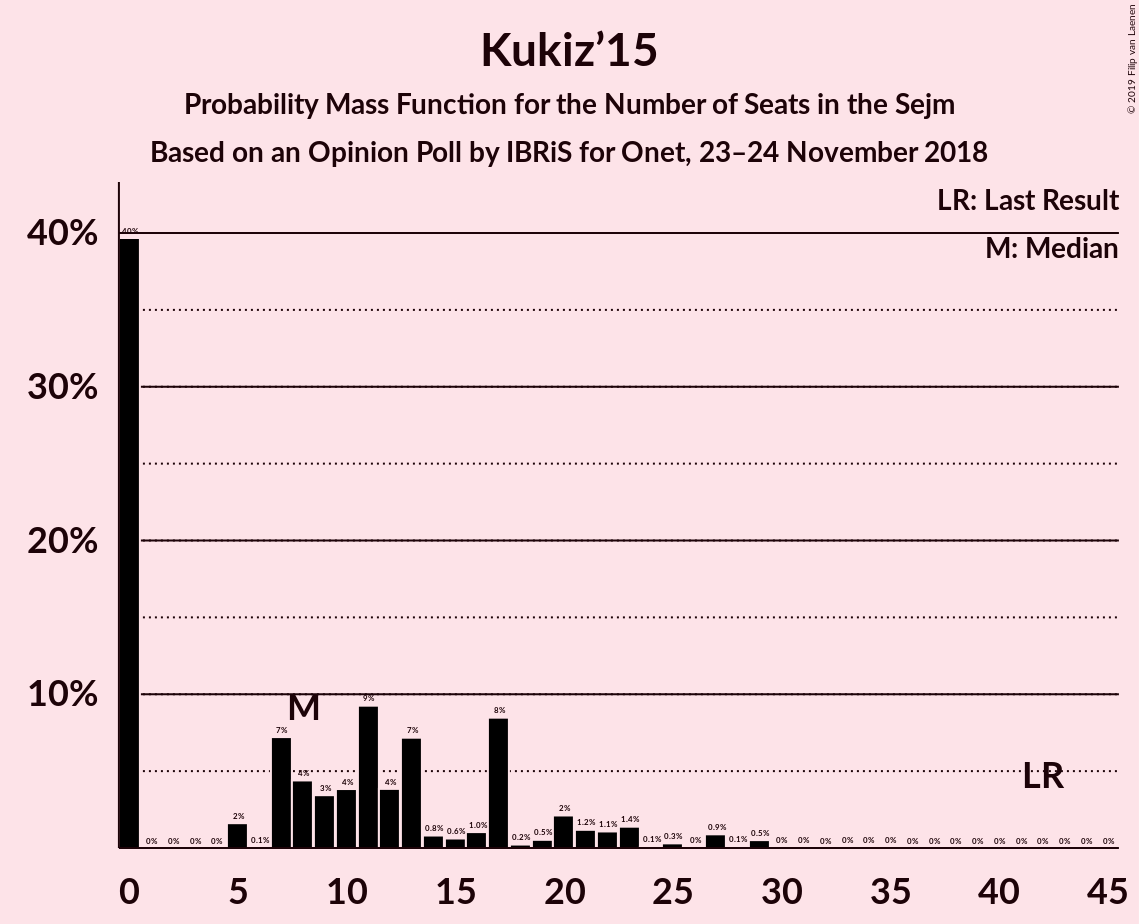 Kukiz’15
Probability Mass Function for the Number of Seats in the Sejm
Based on an Opinion Poll by IBRiS for Onet, 23–24 November 2018
© 2019 Filip van Laenen
LR: Last Result
M: Median
40%
30%
20%
10%
40% 0% 0% 0% 0% 2% 0.1% 7% 4% 3% 4% 9% 4% 7% 0.8% 0.6% 1.0% 8% 0.2% 0.5% 2% 1.2% 1.1% 1.4% 0.1% 0.3% 0% 0.9% 0.1% 0.5% 0% 0% 0% 0% 0% 0% 0% 0% 0% 0% 0% 0% 0% 0% 0% 0%
M
LR
0 5 10 15 20 25 30 35 40 45